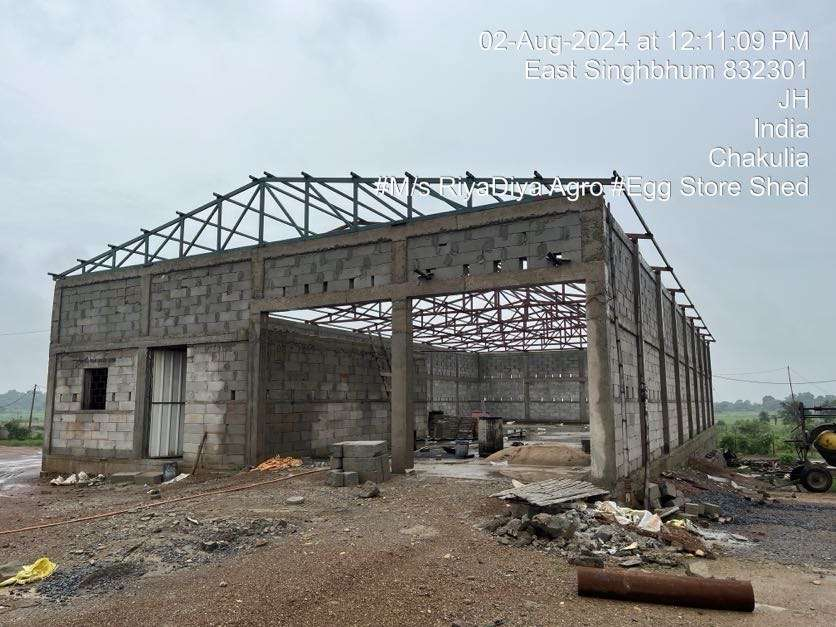 02-Aug-2024 at 12:11:09 PM
East Singhbhum 832301
JH
India
Chakulia
#M/s RiyaDiya Agro #Egg Store Shed